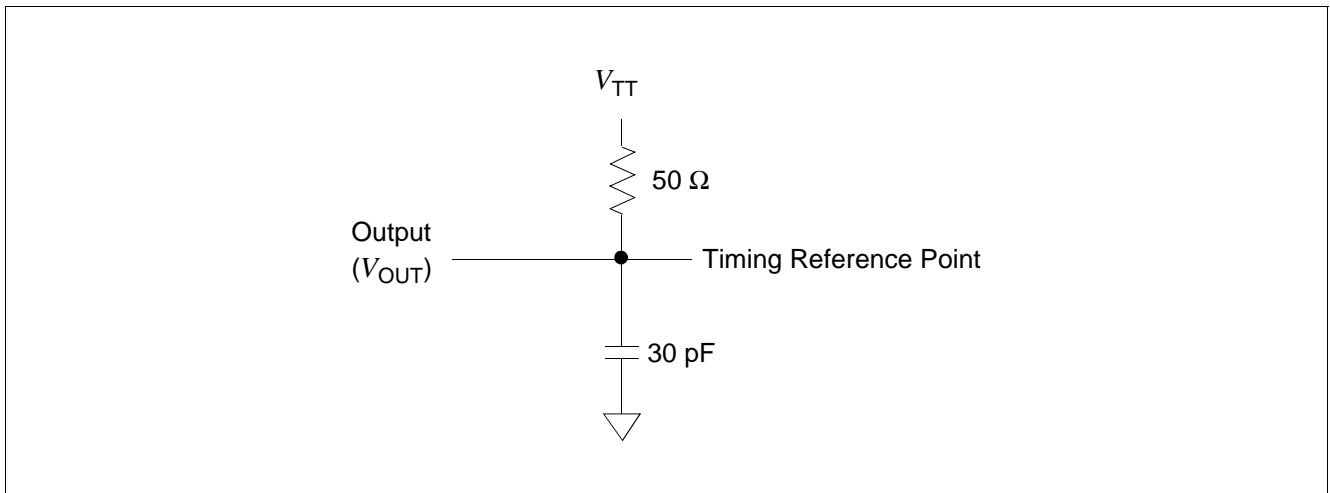 V_TT
50 Ω
Output
(V_OUT)
Timing Reference Point
30 pF